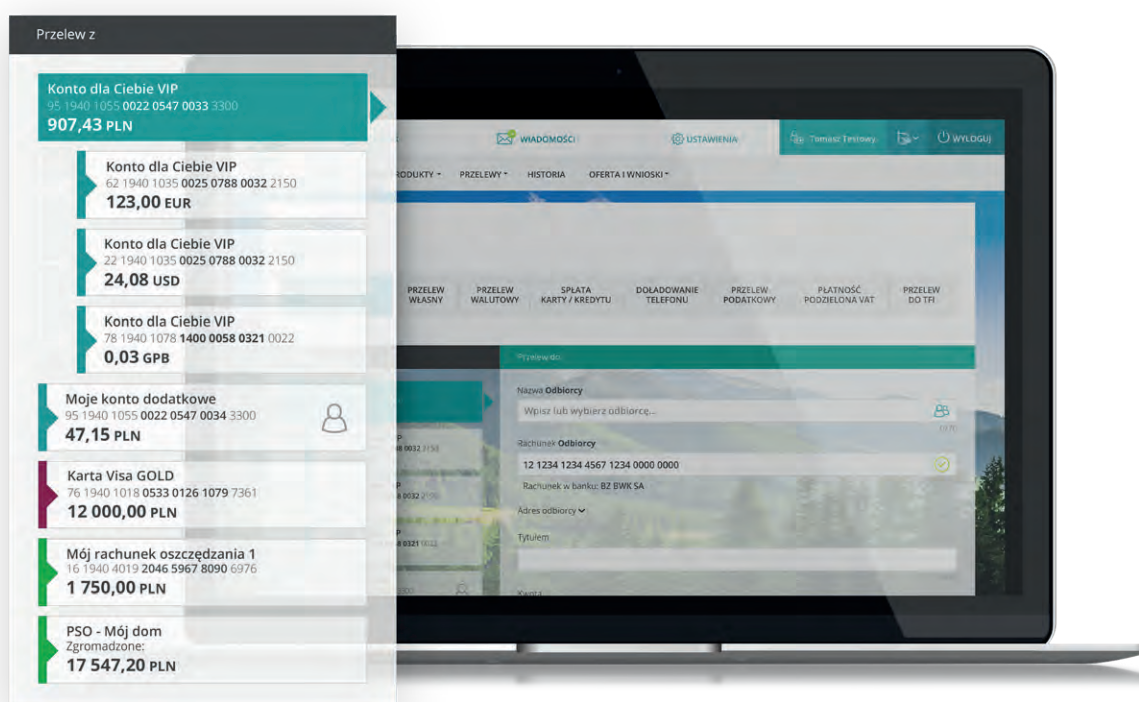 Przelew z
Konto dla Ciebie VIP
95 1940 1055 0022 0547 0033 3300
907,43 PLN
Konto dla Ciebie VIP
62 1940 1035 0025 0788 0032 2150
123,00 EUR
Konto dla Ciebie VIP
22 1940 1035 0025 0788 0032 2150
24,08 USD
Konto dla Ciebie VIP
78 1940 1078 1400 0058 0321 0022
0,03 GPB
Moje konto dodatkowe
95 1940 1055 0022 0547 0034 3300
47,15 PLN
Karta Visa GOLD
76 1940 1018 0533 0126 1079 7361
12 000,00 PLN
Mój rachunek oszczędzania 1
16 1940 4019 2046 5967 8090 6976
1 750,00 PLN
PSO - Mój dom
Zgromadzone:
17 547,20 PLN
WIADOMOŚCI
USTAWIENIA
Tomasz Testowy
WYLOGUJ
RODUKTY
PRZELEWY
HISTORIA
OFERTA I WNIOSKI
PRZELEW WŁASNY
PRZELEW WALUTOWY
SPŁATA KARTY / KREDYTU
DOŁADOWANIE TELEFONU
PRZELEW PODATKOWY
PŁATNOŚĆ PODZIELONA VAT
PRZELEW DO TFI
Przelew do:
Nazwa Odbiorcy
Wpisz lub wybierz odbiorcę...
Rachunek Odbiorcy
12 1234 1234 4567 1234 0000 0000
Rachunek w banku: BZ BWK SA
Adres odbiorcy
Tytułem
Kwota